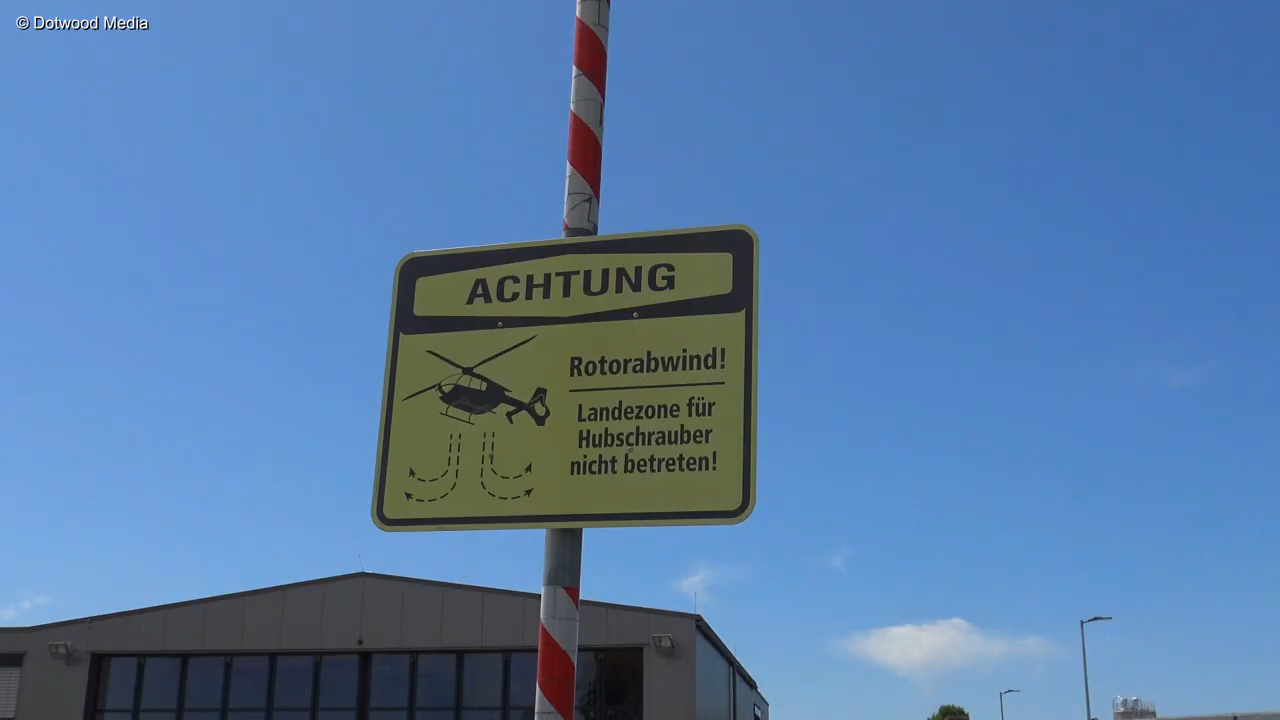 © Dotwood Media
ACHTUNG
Rotorabwind!
Landezone für
Hubschrauber
nicht betreten!